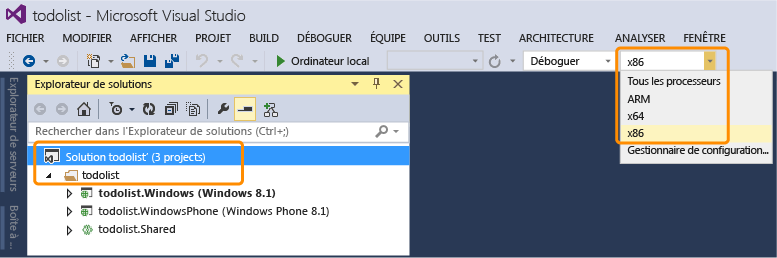 todolist - Microsoft Visual Studio
FICHIER MODIFIER AFFICHER PROJET BUILD DÉBOGUER ÉQUIPE OUTILS TEST ARCHITECTURE ANALYSER FENÊTRE
Ordinateur local Déboguer x86
Explorateur de serveurs
Boîte à ...
Explorateur de solutions
Rechercher dans l'Explorateur de solutions (Ctrl+;)
Solution todolist' (3 projects)
todolist
todolist.Windows (Windows 8.1)
todolist.WindowsPhone (Windows Phone 8.1)
todolist.Shared
Tous les processeurs
ARM
x64
x86
Gestionnaire de configuration...